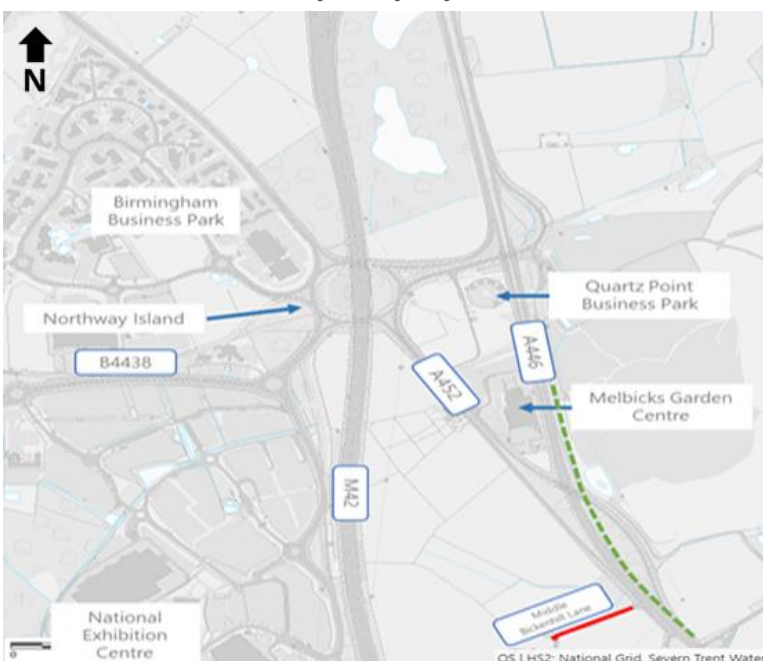 N
Birmingham
Business Park
Northway Island
B4438
A452
A446
M42
Quartz Point
Business Park
Melbicks Garden
Centre
Middle
Bickenhill Lane
National
Exhibition
Centre
0
OS | HS2; National Grid, Severn Trent Water